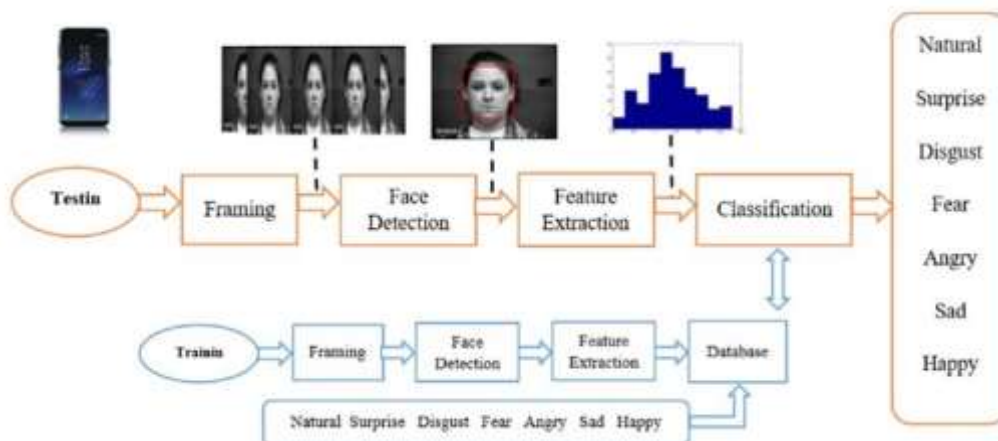 Natural
Surprise
Disgust
Fear
Angry
Sad
Happy
Testin
Framing
Face
Detection
Feature
Extraction
Classification
Trainin
Framing
Face
Detection
Feature
Extraction
Database
Natural Surprise Disgust Fear Angry Sad Happy